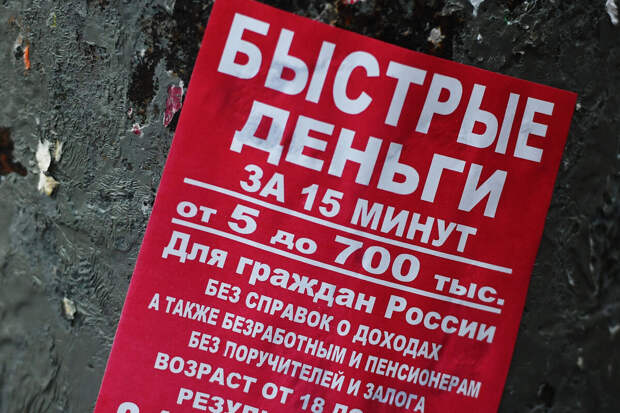 БЫСТРЫЕ
ДЕНЬГИ
ЗА 15 МИНУТ
от 5 до 700 тыс.
Для граждан России
БЕЗ СПРАВОК О ДОХОДАХ
А ТАКЖЕ БЕЗРАБОТНЫМ И ПЕНСИОНЕРАМ
БЕЗ ПОРУЧИТЕЛЕЙ И ЗАЛОГА
ВОЗРАСТ ОТ 18 ДО